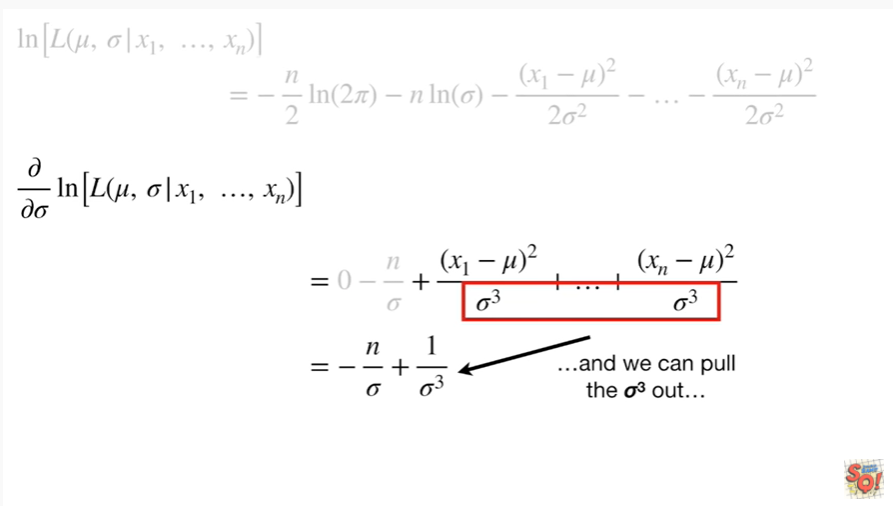 ln[L(μ, σ|x₁, …, xₙ)]
= − n/2 ln(2π) − n ln(σ) − (x₁ − μ)²/2σ² − … − (xₙ − μ)²/2σ²
∂/∂σ ln[L(μ, σ|x₁, …, xₙ)]
= 0 − n/σ + (x₁ − μ)²/σ³ + … + (xₙ − μ)²/σ³
= − n/σ + 1/σ³
…and we can pull
the σ³ out…
SQ!